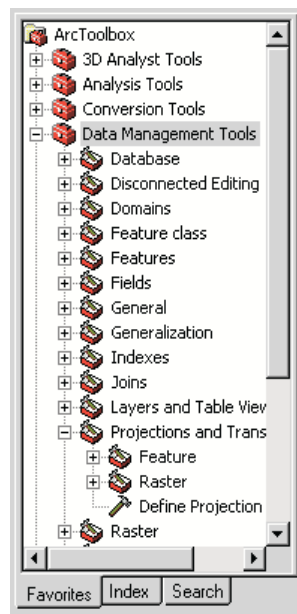 ArcToolbox
3D Analyst Tools
Analysis Tools
Conversion Tools
Data Management Tools
Database
Disconnected Editing
Domains
Feature class
Features
Fields
General
Generalization
Indexes
Joins
Layers and Table View
Projections and Trans
Feature
Raster
Define Projection
Raster
Favorites Index Search